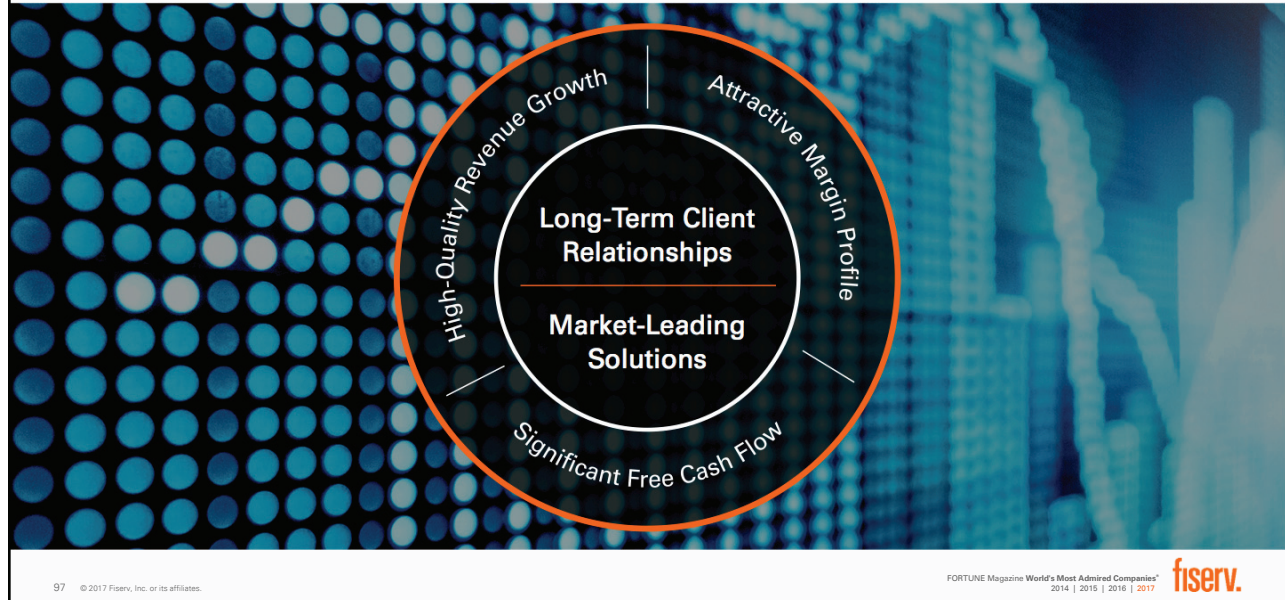 High-Quality Revenue Growth
Attractive Margin Profile
Long-Term Client
Relationships
Market-Leading
Solutions
Significant Free Cash Flow
97 © 2017 Fiserv, Inc. or its affiliates.
FORTUNE Magazine World's Most Admired Companies®
2014 | 2015 | 2016 | 2017
fiserv.